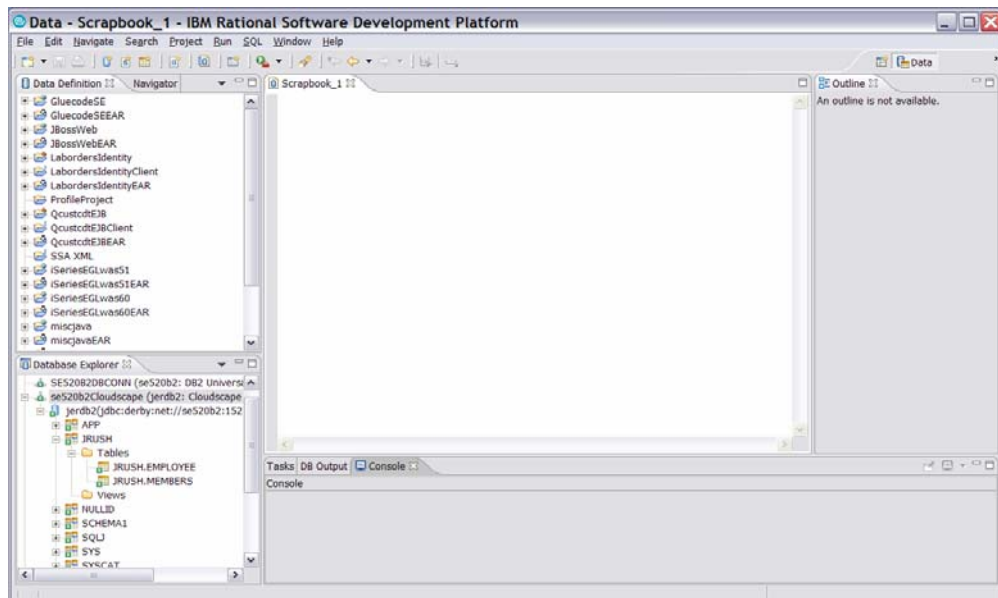 Data - Scrapbook_1 - IBM Rational Software Development Platform
File Edit Navigate Search Project Run SQL Window Help
Data
Data Definition Navigator
GluecodeSE
GluecodeSEEAR
JBossWeb
JBossWebEAR
LabordersIdentity
LabordersIdentityClient
LabordersIdentityEAR
ProfileProject
QcustcdtEJB
QcustcdtEJBClient
QcustcdtEJBEAR
SSA XML
iSeriesEGLwas51
iSeriesEGLwas51EAR
iSeriesEGLwas60
iSeriesEGLwas60EAR
miscjava
miscjavaEAR
Database Explorer
SE520B2DBCONN (se520b2: DB2 Univers
se520b2Cloudscape (jerdb2: Cloudscape
jerdb2(jdbc:derby:net://se520b2:152
APP
JRUSH
Tables
JRUSH.EMPLOYEE
JRUSH.MEMBERS
Views
NULLID
SCHEMA1
SQLJ
SYS
SYSCAT
Scrapbook_1
Outline
An outline is not available.
Tasks DB Output Console
Console